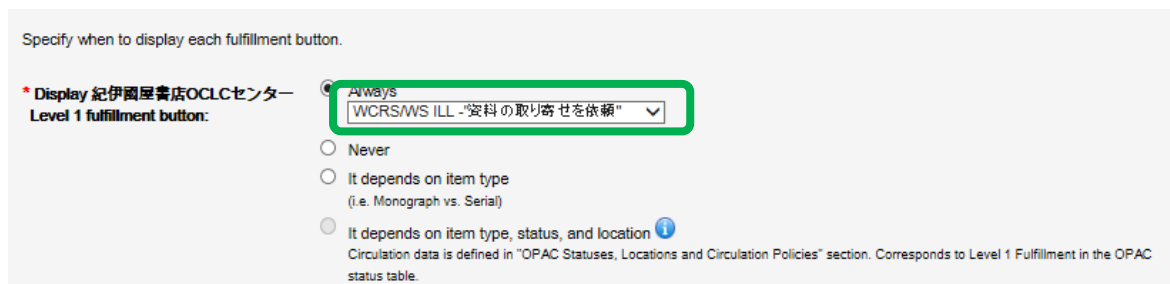 Specify when to display each fulfillment button.
* Display 紀伊國屋書店OCLCセンター
Level 1 fulfillment button:
Always
WCRS/WS ILL -"資料の取り寄せを依頼"
Never
It depends on item type
(i.e. Monograph vs. Serial)
It depends on item type, status, and location
Circulation data is defined in "OPAC Statuses, Locations and Circulation Policies" section. Corresponds to Level 1 Fulfillment in the OPAC
status table.